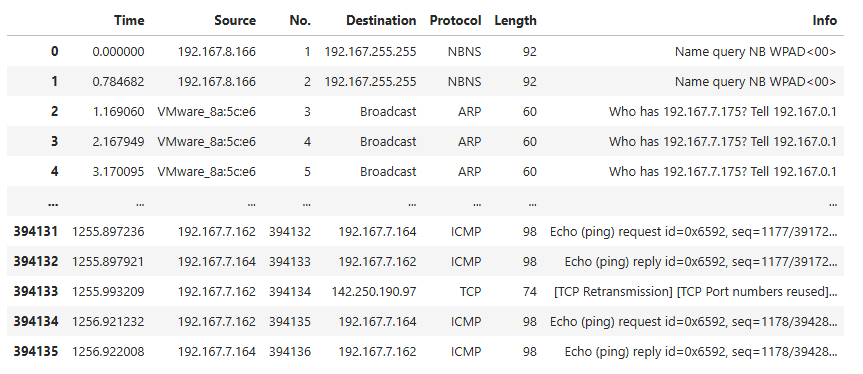 Time Source No. Destination Protocol Length Info
0 0.000000 192.167.8.166 1 192.167.255.255 NBNS 92 Name query NB WPAD<00>
1 0.784682 192.167.8.166 2 192.167.255.255 NBNS 92 Name query NB WPAD<00>
2 1.169060 VMware_8a:5c:e6 3 Broadcast ARP 60 Who has 192.167.7.175? Tell 192.167.0.1
3 2.167949 VMware_8a:5c:e6 4 Broadcast ARP 60 Who has 192.167.7.175? Tell 192.167.0.1
4 3.170095 VMware_8a:5c:e6 5 Broadcast ARP 60 Who has 192.167.7.175? Tell 192.167.0.1
... ... ... ... ... ... ... ...
394131 1255.897236 192.167.7.162 394132 192.167.7.164 ICMP 98 Echo (ping) request id=0x6592, seq=1177/39172...
394132 1255.897921 192.167.7.164 394133 192.167.7.162 ICMP 98 Echo (ping) reply id=0x6592, seq=1177/39172...
394133 1255.993209 192.167.7.162 394134 142.250.190.97 TCP 74 [TCP Retransmission] [TCP Port numbers reused]...
394134 1256.921232 192.167.7.162 394135 192.167.7.164 ICMP 98 Echo (ping) request id=0x6592, seq=1178/39428...
394135 1256.922008 192.167.7.164 394136 192.167.7.162 ICMP 98 Echo (ping) reply id=0x6592, seq=1178/39428...